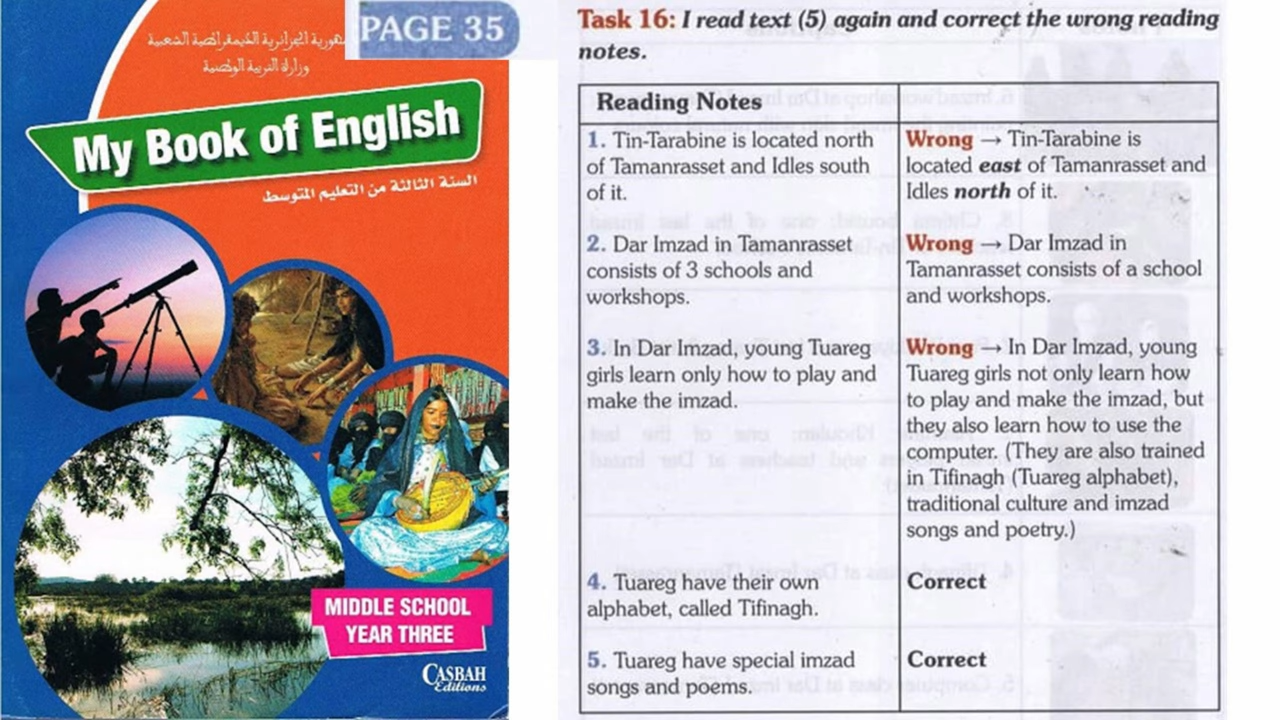 جمهورية الجزائرية الديمقراطية الشعبية
وزارة التربية الوطنية
PAGE 35
My Book of English
السنة الثالثة من التعليم المتوسط
MIDDLE SCHOOL
YEAR THREE
CASBAH
Editions
Task 16: I read text (5) again and correct the wrong reading
notes.
Reading Notes
1. Tin-Tarabine is located north
of Tamanrasset and Idles south
of it.
Wrong → Tin-Tarabine is
located east of Tamanrasset and
Idles north of it.
2. Dar Imzad in Tamanrasset
consists of 3 schools and
workshops.
Wrong → Dar Imzad in
Tamanrasset consists of a school
and workshops.
3. In Dar Imzad, young Tuareg
girls learn only how to play and
make the imzad.
Wrong → In Dar Imzad, young
Tuareg girls not only learn how
to play and make the imzad, but
they also learn how to use the
computer. (They are also trained
in Tifinagh (Tuareg alphabet),
traditional culture and imzad
songs and poetry.)
4. Tuareg have their own
alphabet, called Tifinagh.
Correct
5. Tuareg have special imzad
songs and poems.
Correct